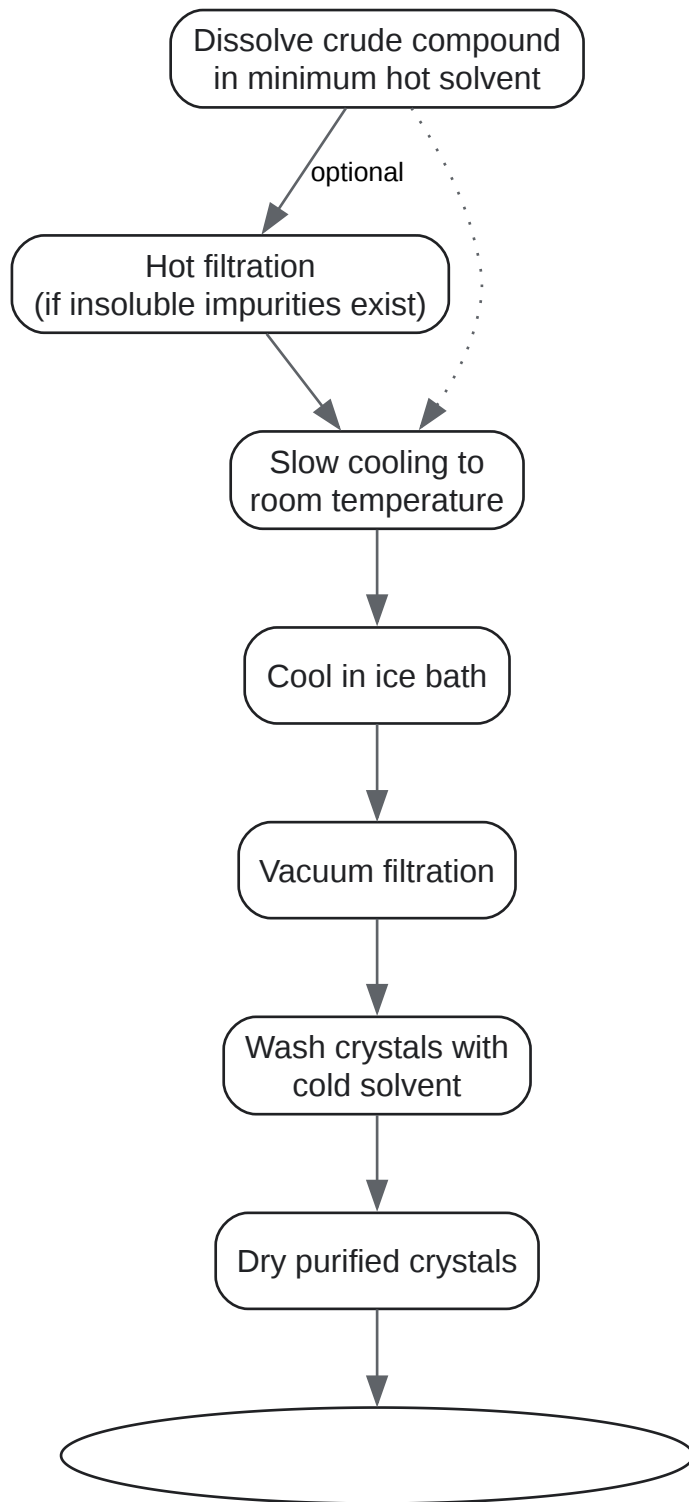 Dissolve crude compound
in minimum hot solvent
optional
Hot filtration
(if insoluble impurities exist)
Slow cooling to
room temperature
Cool in ice bath
Vacuum filtration
Wash crystals with
cold solvent
Dry purified crystals